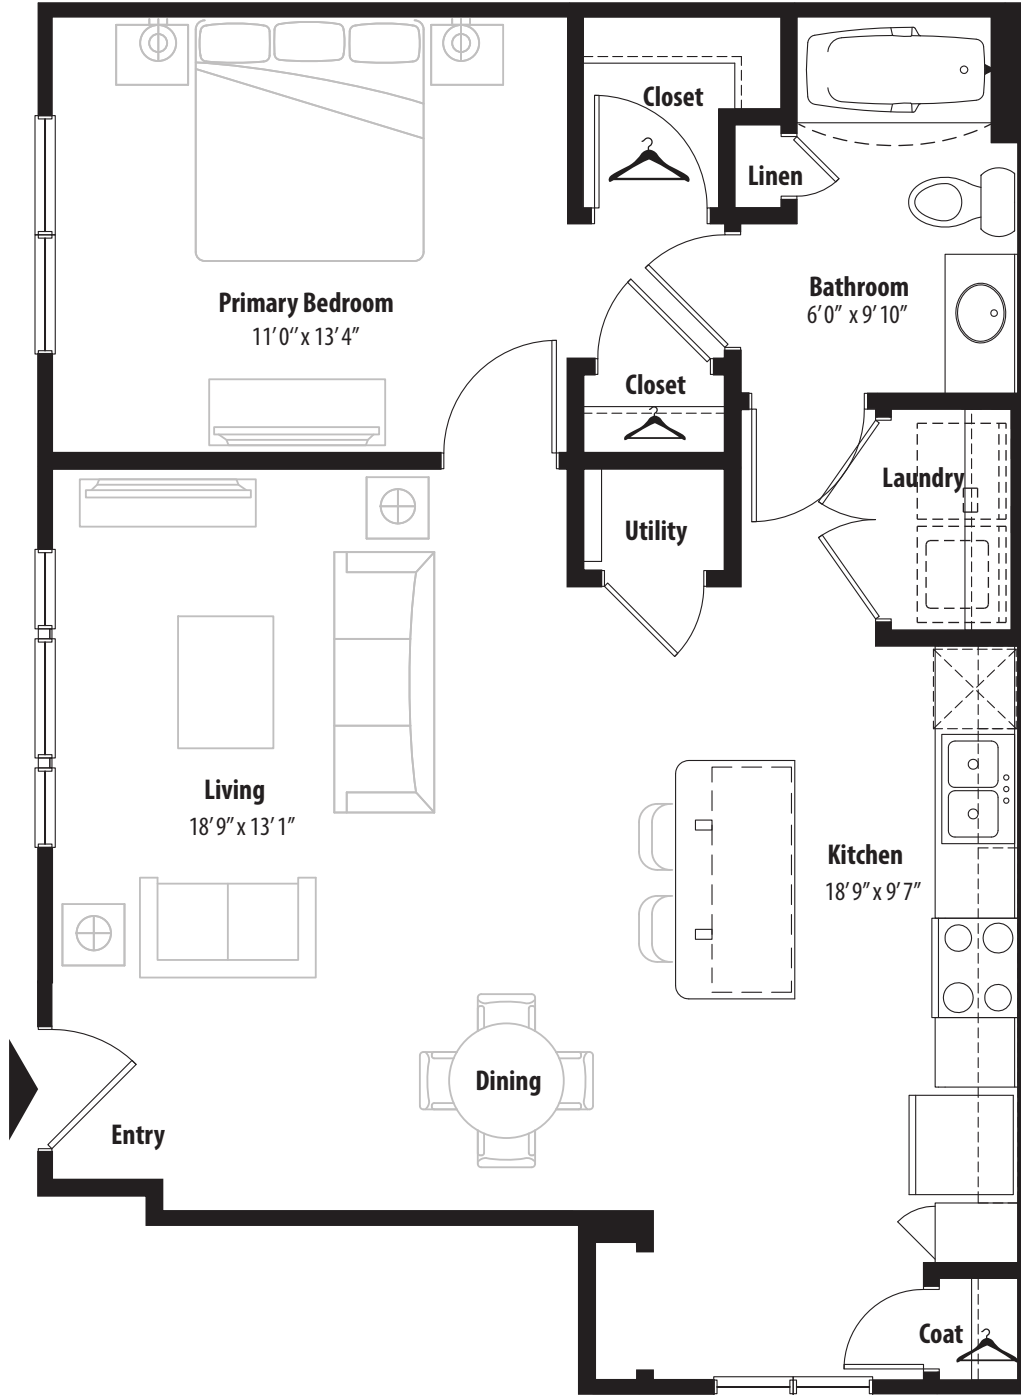 Closet
Linen
Primary Bedroom
11'0" x 13'4"
Bathroom
6'0" x 9'10"
Closet
Laundry
Utility
Living
18'9" x 13'1"
Kitchen
18'9" x 9'7"
Dining
Entry
Coat